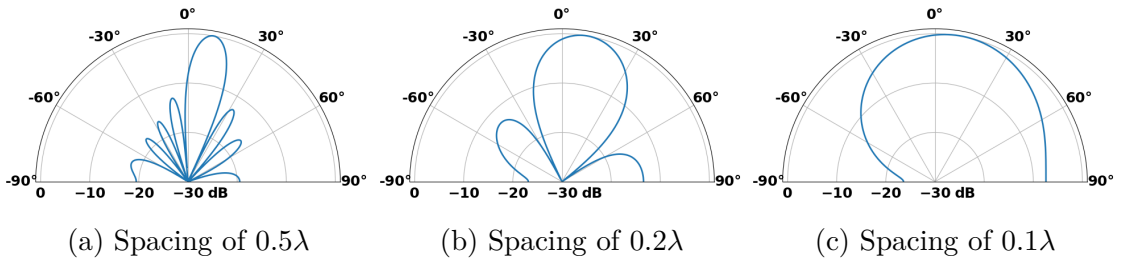 0° 0° 0°
-30° 30° -30° 30° -30° 30°
-60° 60° -60° 60° -60° 60°
-90° 90° -90° 90° -90° 90°
0 −10 −20 −30 dB 0 −10 −20 −30 dB 0 −10 −20 −30 dB
(a) Spacing of 0.5λ (b) Spacing of 0.2λ (c) Spacing of 0.1λ